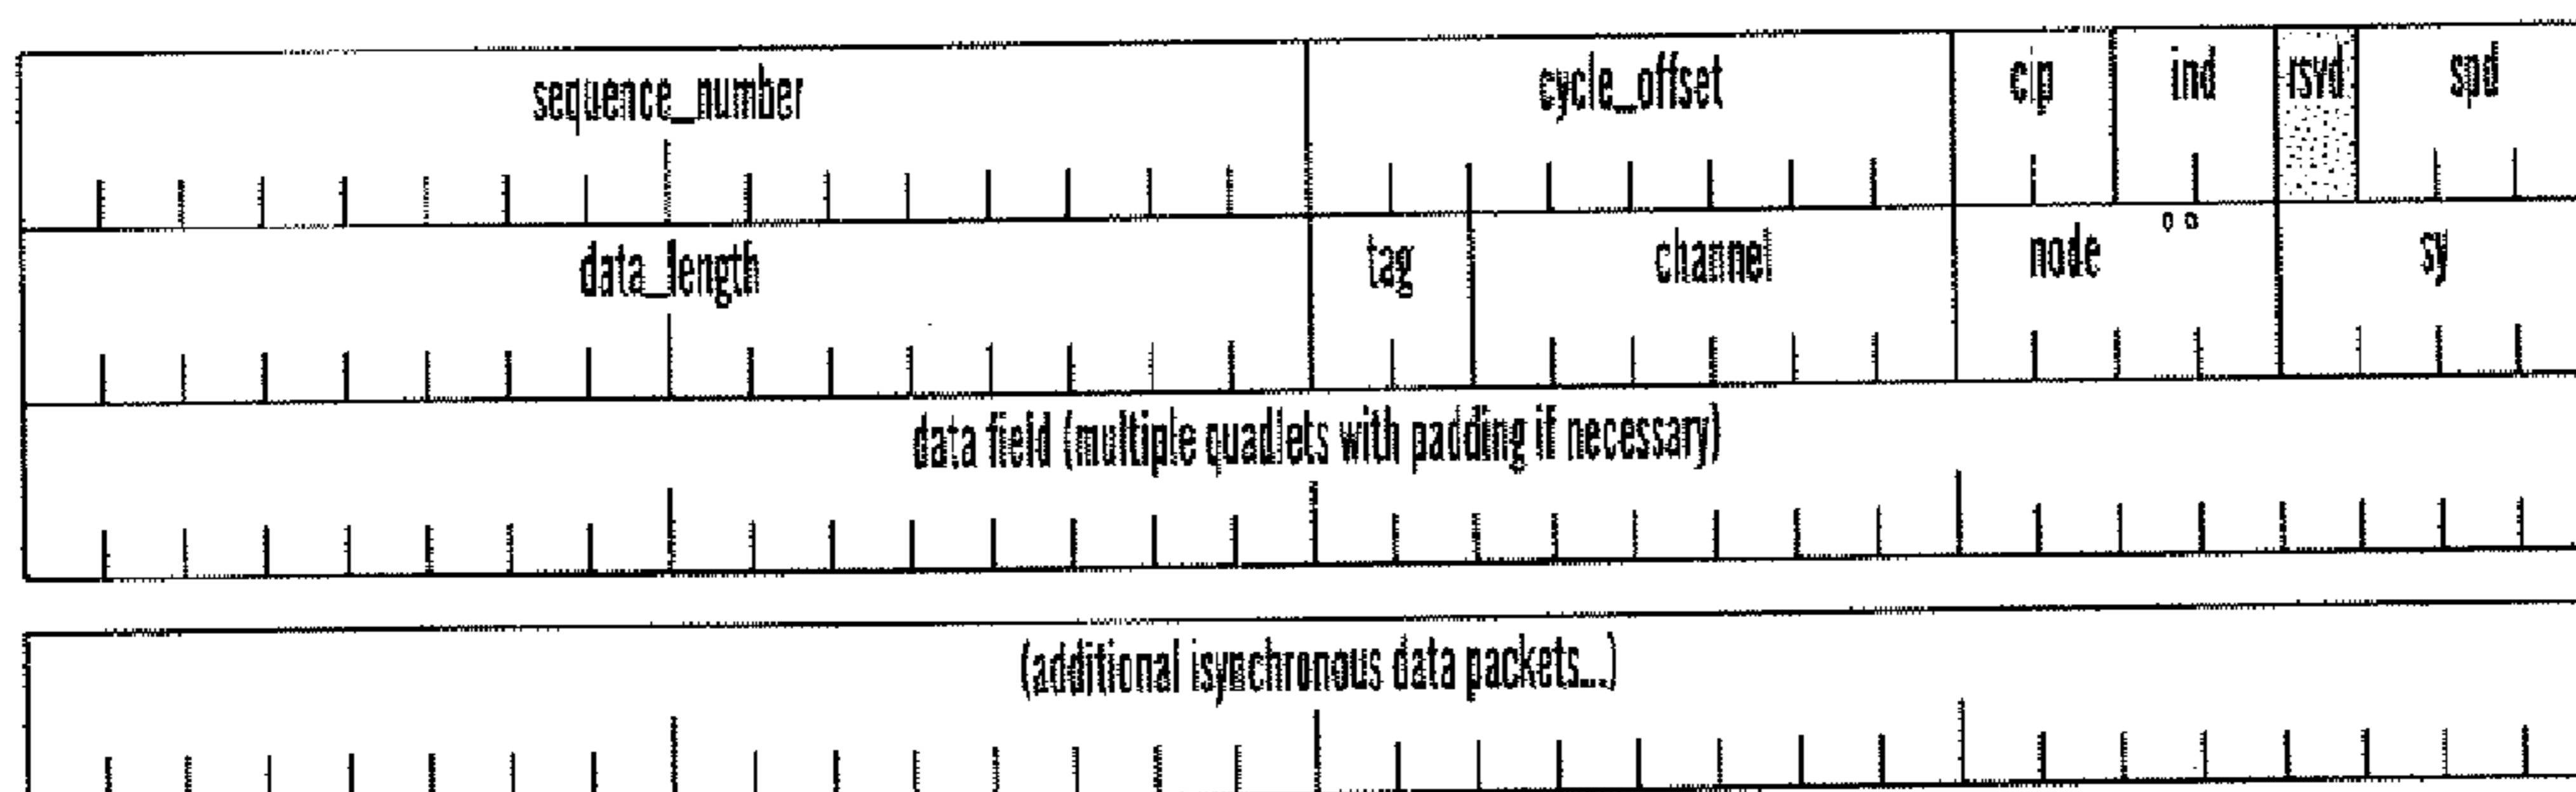 sequence_number cycle_offset cip ind rsvd spd
data_length tag channel node sy
data field (multiple quadlets with padding if necessary)
(additional isynchronous data packets...)